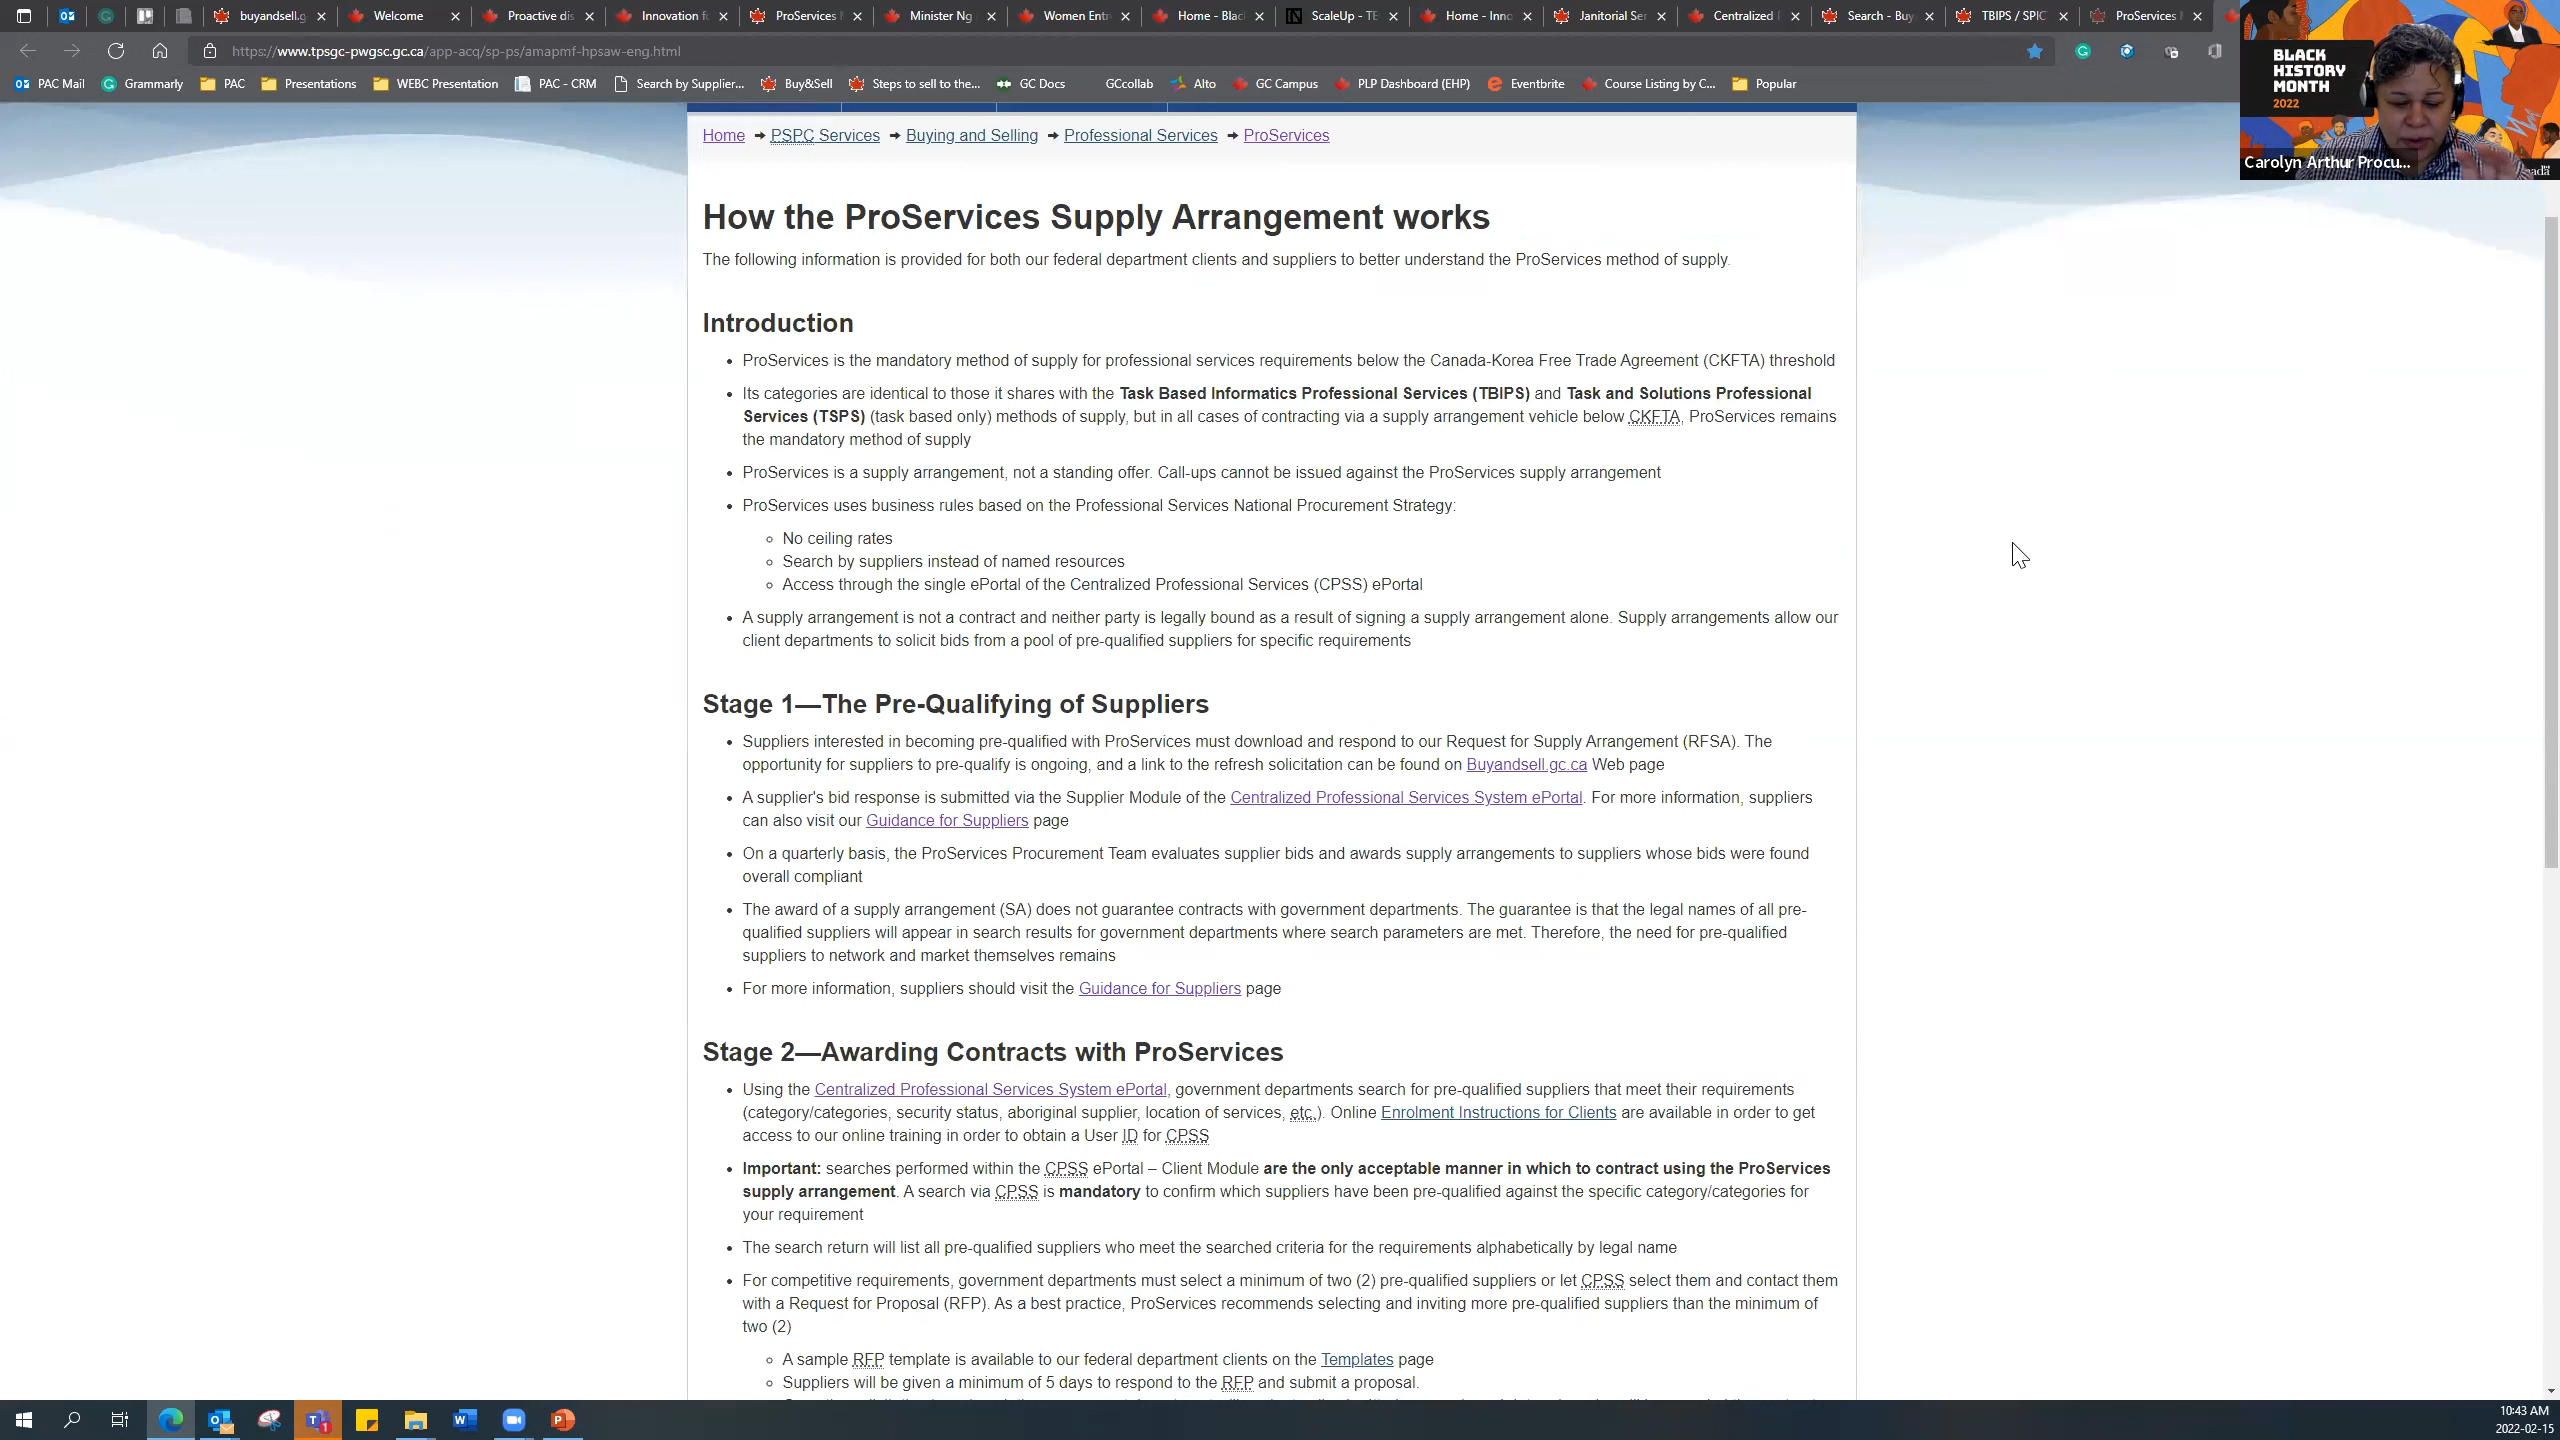 buyandsell.g
Welcome
Proactive dis
Innovation fo
ProServices
Minister Ng
Women Entr
Home - Blac
ScaleUp - TE
Home - Inno
Janitorial Ser
Centralized
Search - Buy
TBIPS / SPIC
ProServices
https://www.tpsgc-pwgsc.gc.ca/app-acq/sp-ps/amapmf-hpsaw-eng.html
PAC Mail
Grammarly
PAC
Presentations
WEBC Presentation
PAC - CRM
Search by Supplier...
Buy&Sell
Steps to sell to the...
GC Docs
GCcollab
Alto
GC Campus
PLP Dashboard (EHP)
Eventbrite
Course Listing by C...
Popular
BLACK
HISTORY
MONTH
2022
Carolyn Arthur Procu...
Home → PSPC Services → Buying and Selling → Professional Services → ProServices
How the ProServices Supply Arrangement works
The following information is provided for both our federal department clients and suppliers to better understand the ProServices method of supply.
Introduction
• ProServices is the mandatory method of supply for professional services requirements below the Canada-Korea Free Trade Agreement (CKFTA) threshold
• Its categories are identical to those it shares with the Task Based Informatics Professional Services (TBIPS) and Task and Solutions Professional
Services (TSPS) (task based only) methods of supply, but in all cases of contracting via a supply arrangement vehicle below CKFTA, ProServices remains
the mandatory method of supply
• ProServices is a supply arrangement, not a standing offer. Call-ups cannot be issued against the ProServices supply arrangement
• ProServices uses business rules based on the Professional Services National Procurement Strategy:
◦ No ceiling rates
◦ Search by suppliers instead of named resources
◦ Access through the single ePortal of the Centralized Professional Services (CPSS) ePortal
• A supply arrangement is not a contract and neither party is legally bound as a result of signing a supply arrangement alone. Supply arrangements allow our
client departments to solicit bids from a pool of pre-qualified suppliers for specific requirements
Stage 1—The Pre-Qualifying of Suppliers
• Suppliers interested in becoming pre-qualified with ProServices must download and respond to our Request for Supply Arrangement (RFSA). The
opportunity for suppliers to pre-qualify is ongoing, and a link to the refresh solicitation can be found on Buyandsell.gc.ca Web page
• A supplier's bid response is submitted via the Supplier Module of the Centralized Professional Services System ePortal. For more information, suppliers
can also visit our Guidance for Suppliers page
• On a quarterly basis, the ProServices Procurement Team evaluates supplier bids and awards supply arrangements to suppliers whose bids were found
overall compliant
• The award of a supply arrangement (SA) does not guarantee contracts with government departments. The guarantee is that the legal names of all pre-
qualified suppliers will appear in search results for government departments where search parameters are met. Therefore, the need for pre-qualified
suppliers to network and market themselves remains
• For more information, suppliers should visit the Guidance for Suppliers page
Stage 2—Awarding Contracts with ProServices
• Using the Centralized Professional Services System ePortal, government departments search for pre-qualified suppliers that meet their requirements
(category/categories, security status, aboriginal supplier, location of services, etc.). Online Enrolment Instructions for Clients are available in order to get
access to our online training in order to obtain a User ID for CPSS
• Important: searches performed within the CPSS ePortal – Client Module are the only acceptable manner in which to contract using the ProServices
supply arrangement. A search via CPSS is mandatory to confirm which suppliers have been pre-qualified against the specific category/categories for
your requirement
• The search return will list all pre-qualified suppliers who meet the searched criteria for the requirements alphabetically by legal name
• For competitive requirements, government departments must select a minimum of two (2) pre-qualified suppliers or let CPSS select them and contact them
with a Request for Proposal (RFP). As a best practice, ProServices recommends selecting and inviting more pre-qualified suppliers than the minimum of
two (2)
◦ A sample RFP template is available to our federal department clients on the Templates page
◦ Suppliers will be given a minimum of 5 days to respond to the RFP and submit a proposal.
10:43 AM
2022-02-15